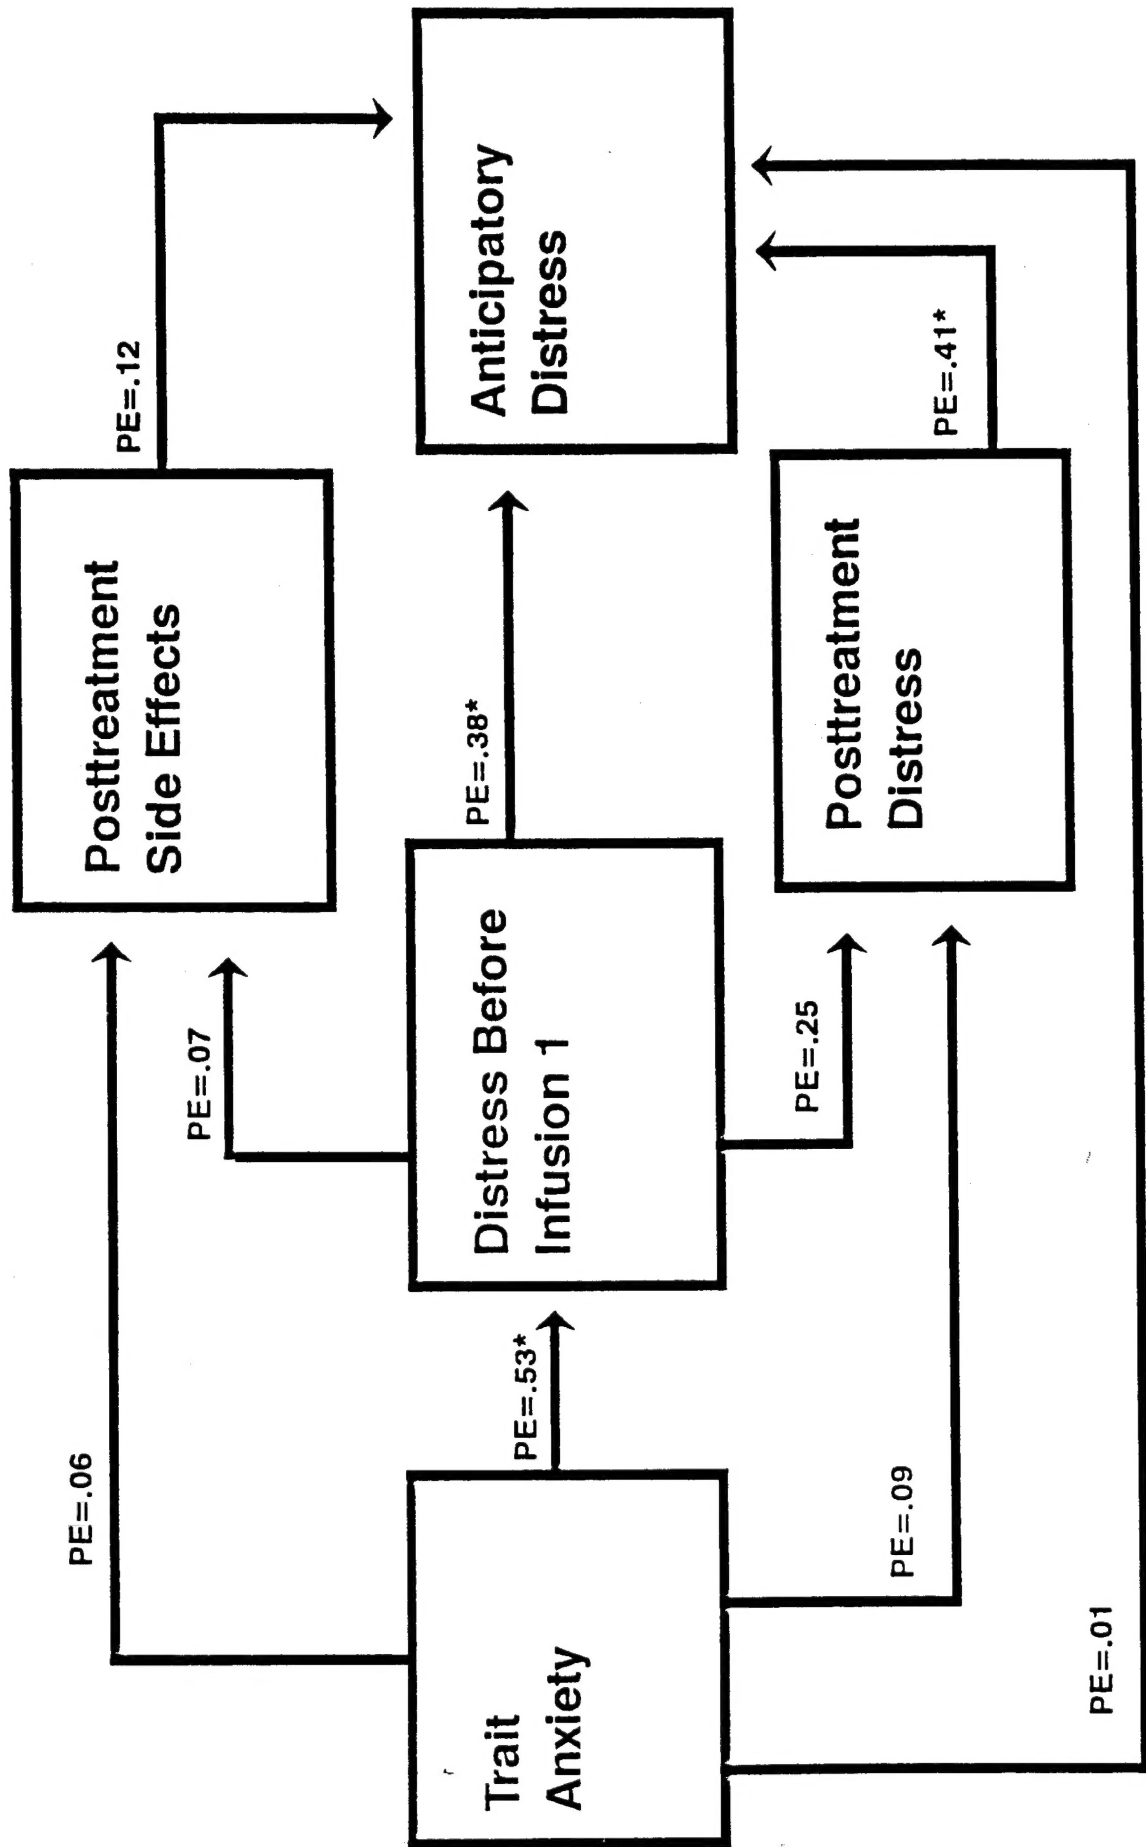 PE=.06
Posttreatment
Side Effects
PE=.12
PE=.07
Trait
Anxiety
PE=.53*
Distress Before
Infusion 1
PE=.38*
Anticipatory
Distress
PE=.25
Posttreatment
Distress
PE=.41*
PE=.09
PE=.01